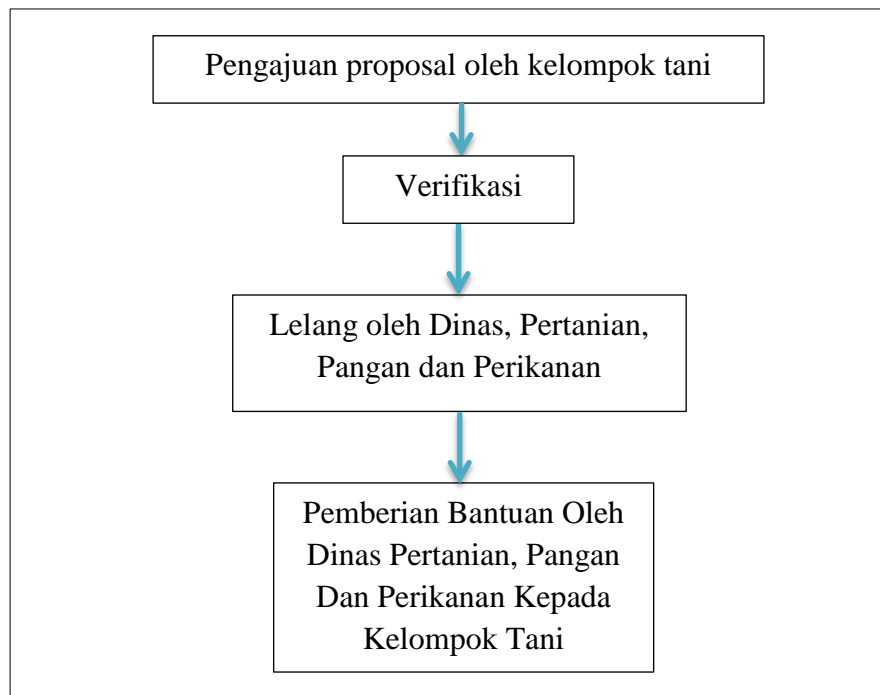 Pengajuan proposal oleh kelompok tani
Verifikasi
Lelang oleh Dinas, Pertanian,
Pangan dan Perikanan
Pemberian Bantuan Oleh
Dinas Pertanian, Pangan
Dan Perikanan Kepada
Kelompok Tani